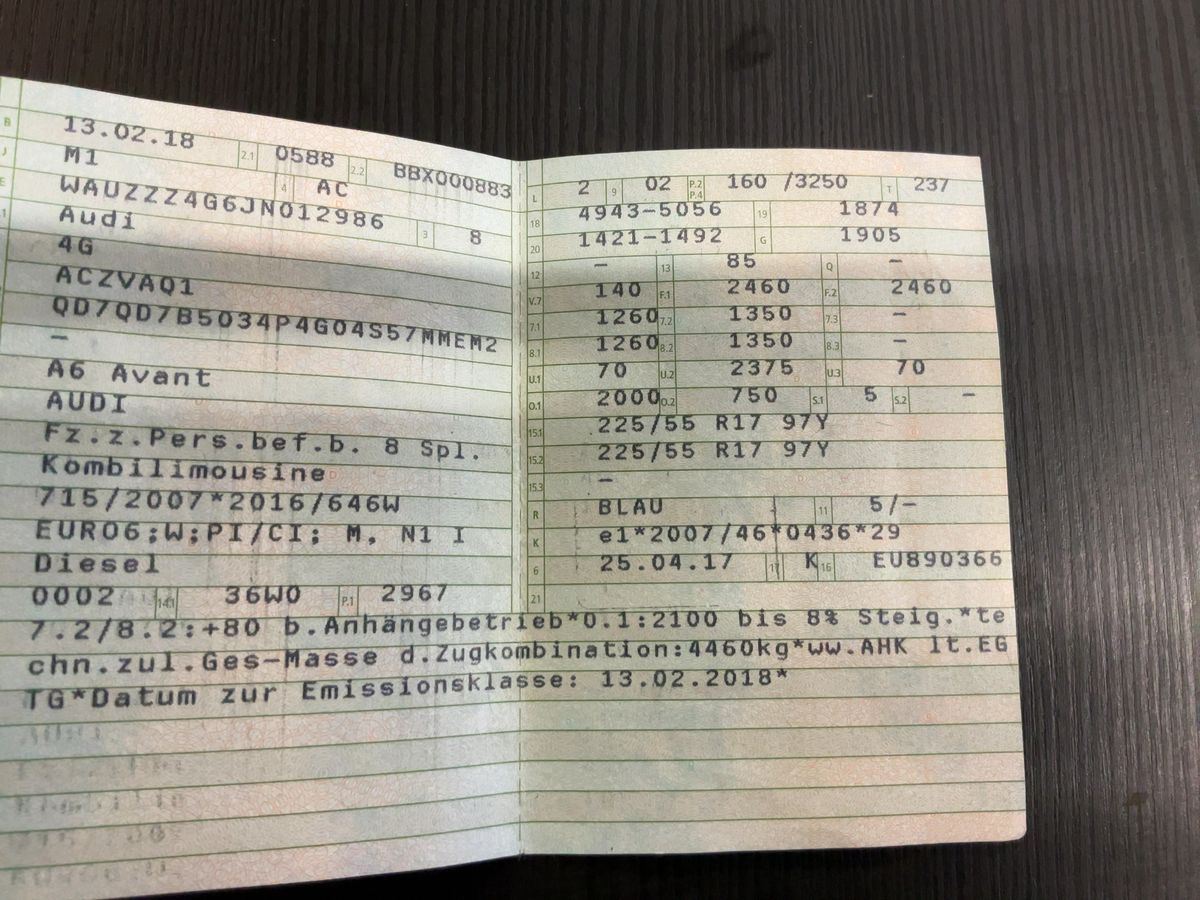 B 13.02.18 2.1 0588 2.2 BBX000883
J M1 4 AC
E WAUZZZ4G6JN012986 3 8
Audi
4G
ACZVAQ1
QD7QD7B5034P4G04S57MMEM2
–
A6 Avant
AUDI
Fz.z.Pers.bef.b. 8 Spl.
Kombilimousine
715/2007*2016/646W
EURO6;W;PI/CI; M, N1 I
Diesel
0002 14.1 36W0 P.1 2967
L 2 9 02 P.2 P.4 160 /3250 T 237
18 4943-5056 19 1874
20 1421-1492 G 1905
12 – 13 85 Q –
V.7 140 F.1 2460 F.2 2460
7.1 1260 7.2 1350 7.3 –
8.1 1260 8.2 1350 8.3 –
U.1 70 U.2 2375 U.3 70
O.1 2000 O.2 750 S.1 5 S.2 –
15.1 225/55 R17 97Y
15.2 225/55 R17 97Y
15.3 –
R BLAU 11 5/–
K e1*2007/46*0436*29
6 25.04.17 17 K 16 EU890366
21
7.2/8.2:+80 b.Anhängebetrieb*0.1:2100 bis 8% Steig.*te
chn.zul.Ges-Masse d.Zugkombination:4460kg*ww.AHK lt.EG
TG*Datum zur Emissionsklasse: 13.02.2018*